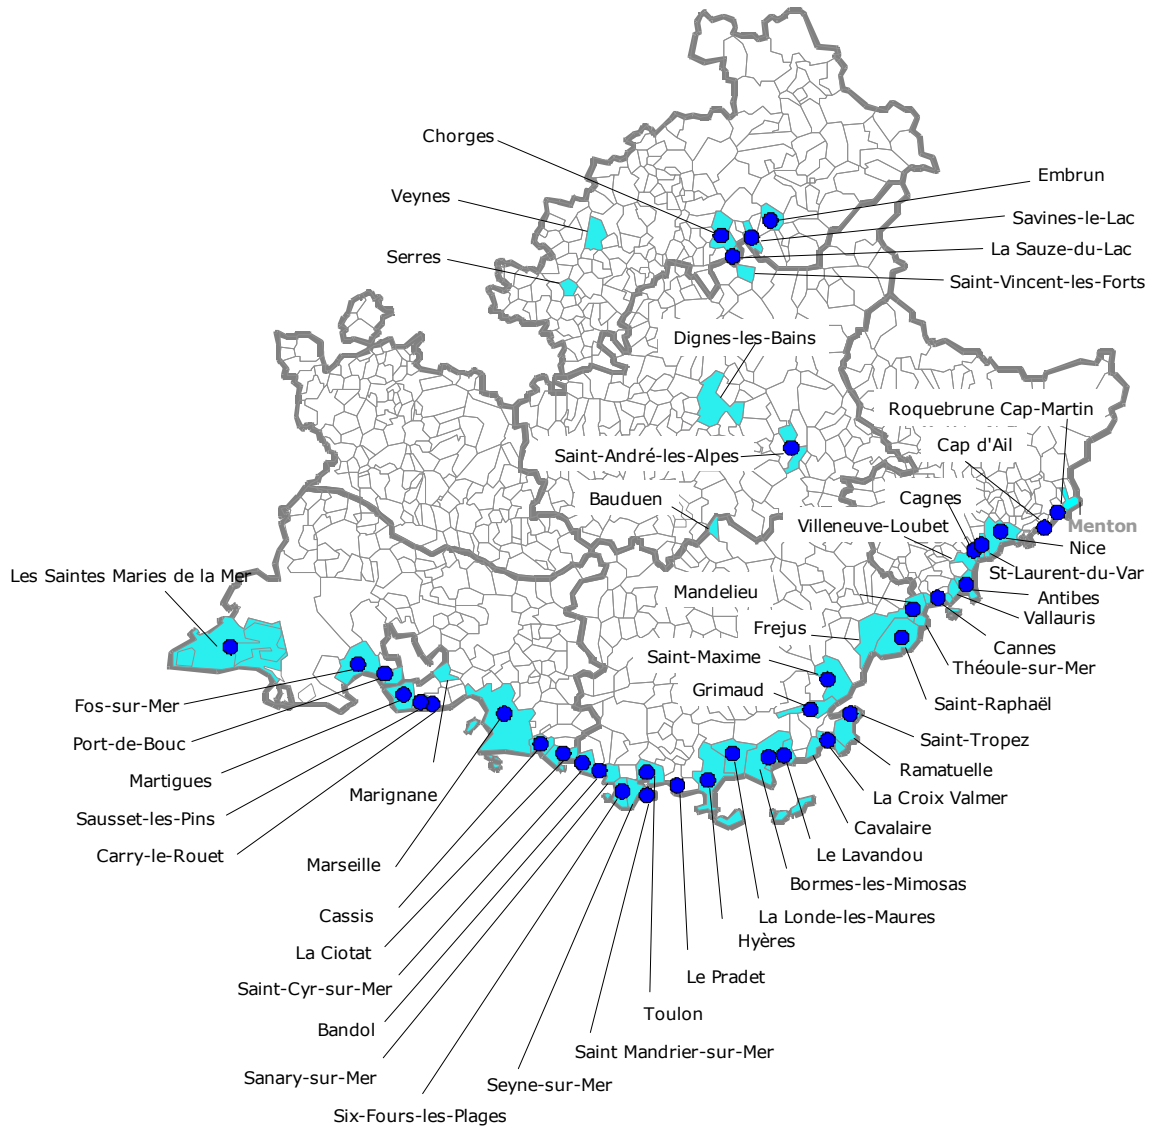 Chorges
Embrun
Veynes
Savines-le-Lac
La Sauze-du-Lac
Serres
Saint-Vincent-les-Forts
Dignes-les-Bains
Roquebrune Cap-Martin
Cap d'Ail
Saint-André-les-Alpes
Bauduen
Cagnes
Villeneuve-Loubet
Menton
Nice
St-Laurent-du-Var
Les Saintes Maries de la Mer
Mandelieu
Antibes
Vallauris
Frejus
Cannes
Saint-Maxime
Théoule-sur-Mer
Grimaud
Saint-Raphaël
Fos-sur-Mer
Saint-Tropez
Port-de-Bouc
Ramatuelle
Martigues
Marignane
La Croix Valmer
Sausset-les-Pins
Cavalaire
Carry-le-Rouet
Le Lavandou
Marseille
Bormes-les-Mimosas
Cassis
La Londe-les-Maures
Hyères
La Ciotat
Le Pradet
Saint-Cyr-sur-Mer
Toulon
Bandol
Saint Mandrier-sur-Mer
Sanary-sur-Mer
Seyne-sur-Mer
Six-Fours-les-Plages